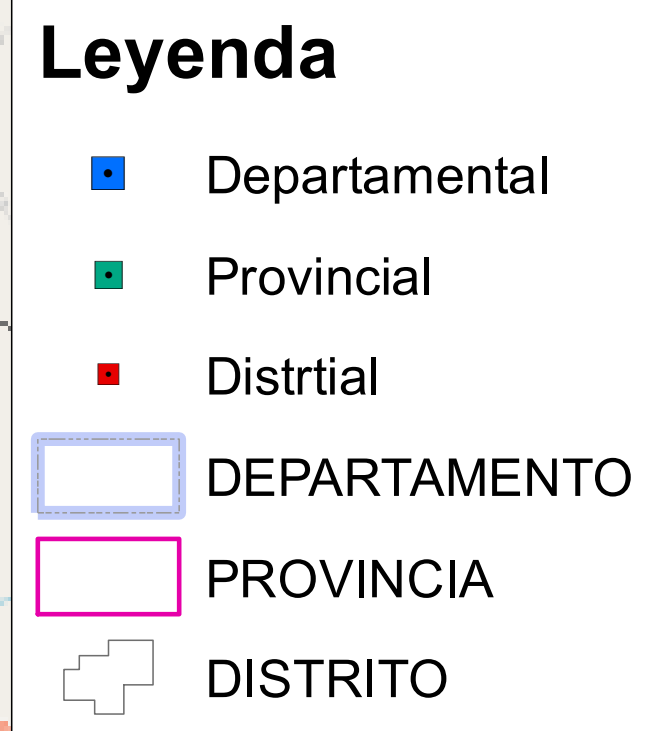 Leyenda
Departamental
Provincial
Distrtial
DEPARTAMENTO
PROVINCIA
DISTRITO